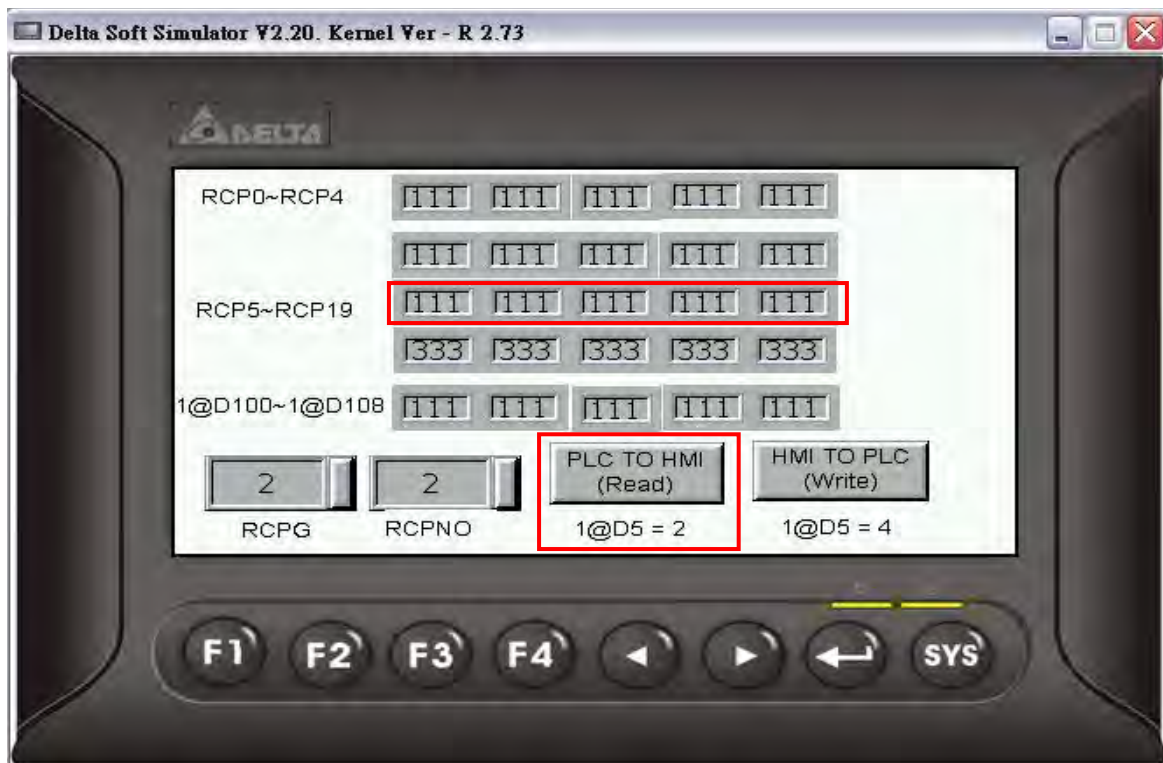 Delta Soft Simulator V2.20. Kernel Ver - R 2.73
DELTA
RCP0~RCP4 111 111 111 111 111
111 111 111 111 111
RCP5~RCP19 111 111 111 111 111
333 333 333 333 333
1@D100~1@D108 111 111 111 111 111
2 2 PLC TO HMI HMI TO PLC
(Read) (Write)
RCPG RCPNO 1@D5 = 2 1@D5 = 4
F1 F2 F3 F4 SYS